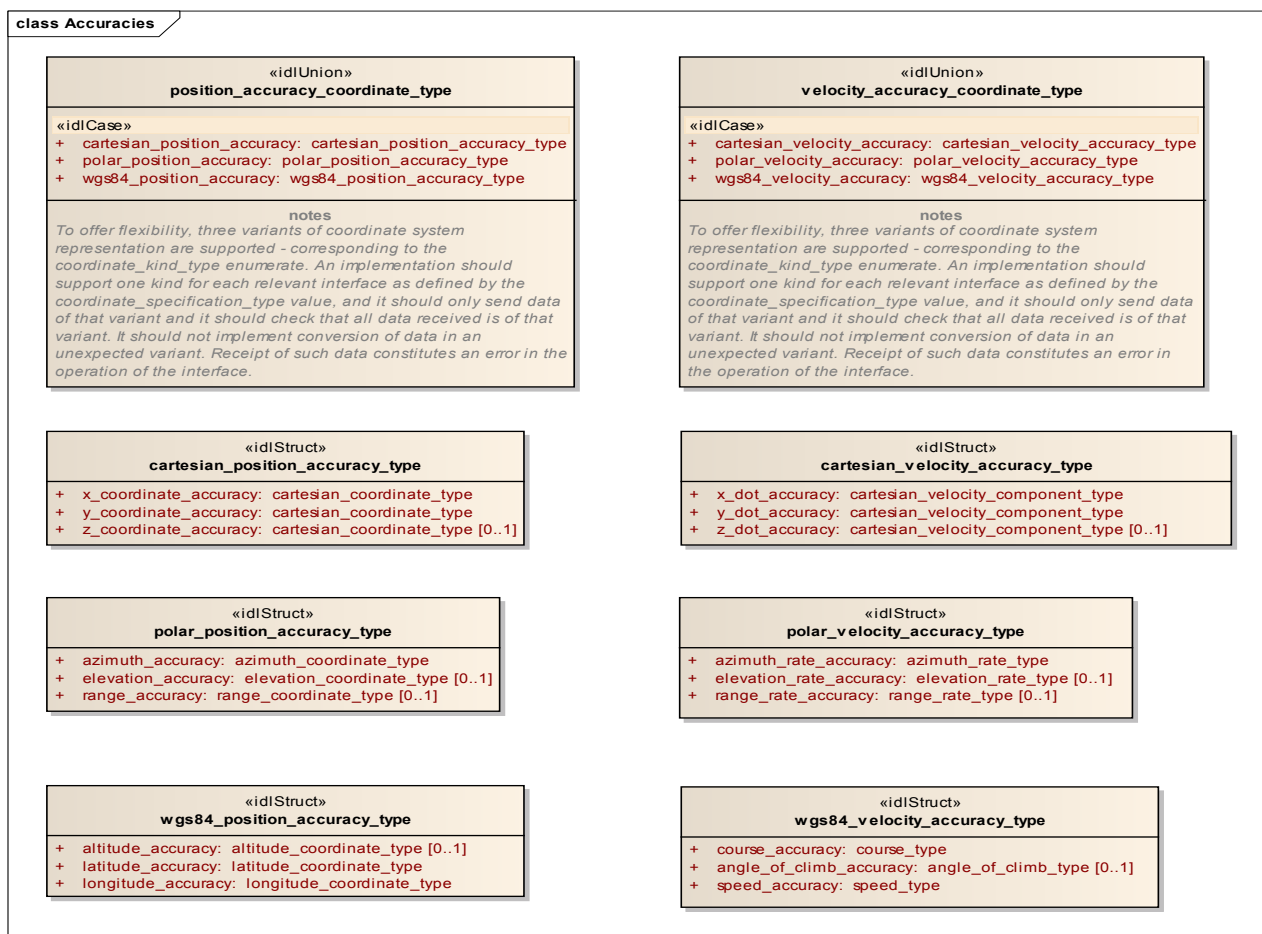 class Accuracies
«idlUnion»
position_accuracy_coordinate_type
«idlCase»
+ cartesian_position_accuracy: cartesian_position_accuracy_type
+ polar_position_accuracy: polar_position_accuracy_type
+ wgs84_position_accuracy: wgs84_position_accuracy_type
notes
To offer flexibility, three variants of coordinate system
representation are supported - corresponding to the
coordinate_kind_type enumerate. An implementation should
support one kind for each relevant interface as defined by the
coordinate_specification_type value, and it should only send data
of that variant and it should check that all data received is of that
variant. It should not implement conversion of data in an
unexpected variant. Receipt of such data constitutes an error in the
operation of the interface.
«idlUnion»
velocity_accuracy_coordinate_type
«idlCase»
+ cartesian_velocity_accuracy: cartesian_velocity_accuracy_type
+ polar_velocity_accuracy: polar_velocity_accuracy_type
+ wgs84_velocity_accuracy: wgs84_velocity_accuracy_type
notes
To offer flexibility, three variants of coordinate system
representation are supported - corresponding to the
coordinate_kind_type enumerate. An implementation should
support one kind for each relevant interface as defined by the
coordinate_specification_type value, and it should only send data
of that variant and it should check that all data received is of that
variant. It should not implement conversion of data in an
unexpected variant. Receipt of such data constitutes an error in
the operation of the interface.
«idlStruct»
cartesian_position_accuracy_type
+ x_coordinate_accuracy: cartesian_coordinate_type
+ y_coordinate_accuracy: cartesian_coordinate_type
+ z_coordinate_accuracy: cartesian_coordinate_type [0..1]
«idlStruct»
cartesian_velocity_accuracy_type
+ x_dot_accuracy: cartesian_velocity_component_type
+ y_dot_accuracy: cartesian_velocity_component_type
+ z_dot_accuracy: cartesian_velocity_component_type [0..1]
«idlStruct»
polar_position_accuracy_type
+ azimuth_accuracy: azimuth_coordinate_type
+ elevation_accuracy: elevation_coordinate_type [0..1]
+ range_accuracy: range_coordinate_type [0..1]
«idlStruct»
polar_velocity_accuracy_type
+ azimuth_rate_accuracy: azimuth_rate_type
+ elevation_rate_accuracy: elevation_rate_type [0..1]
+ range_rate_accuracy: range_rate_type [0..1]
«idlStruct»
wgs84_position_accuracy_type
+ altitude_accuracy: altitude_coordinate_type [0..1]
+ latitude_accuracy: latitude_coordinate_type
+ longitude_accuracy: longitude_coordinate_type
«idlStruct»
wgs84_velocity_accuracy_type
+ course_accuracy: course_type
+ angle_of_climb_accuracy: angle_of_climb_type [0..1]
+ speed_accuracy: speed_type